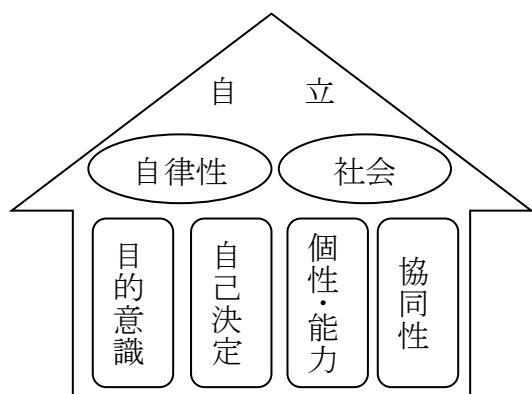 自 立
自律性
社会
目的意識
自己決定
個性・能力
協同性